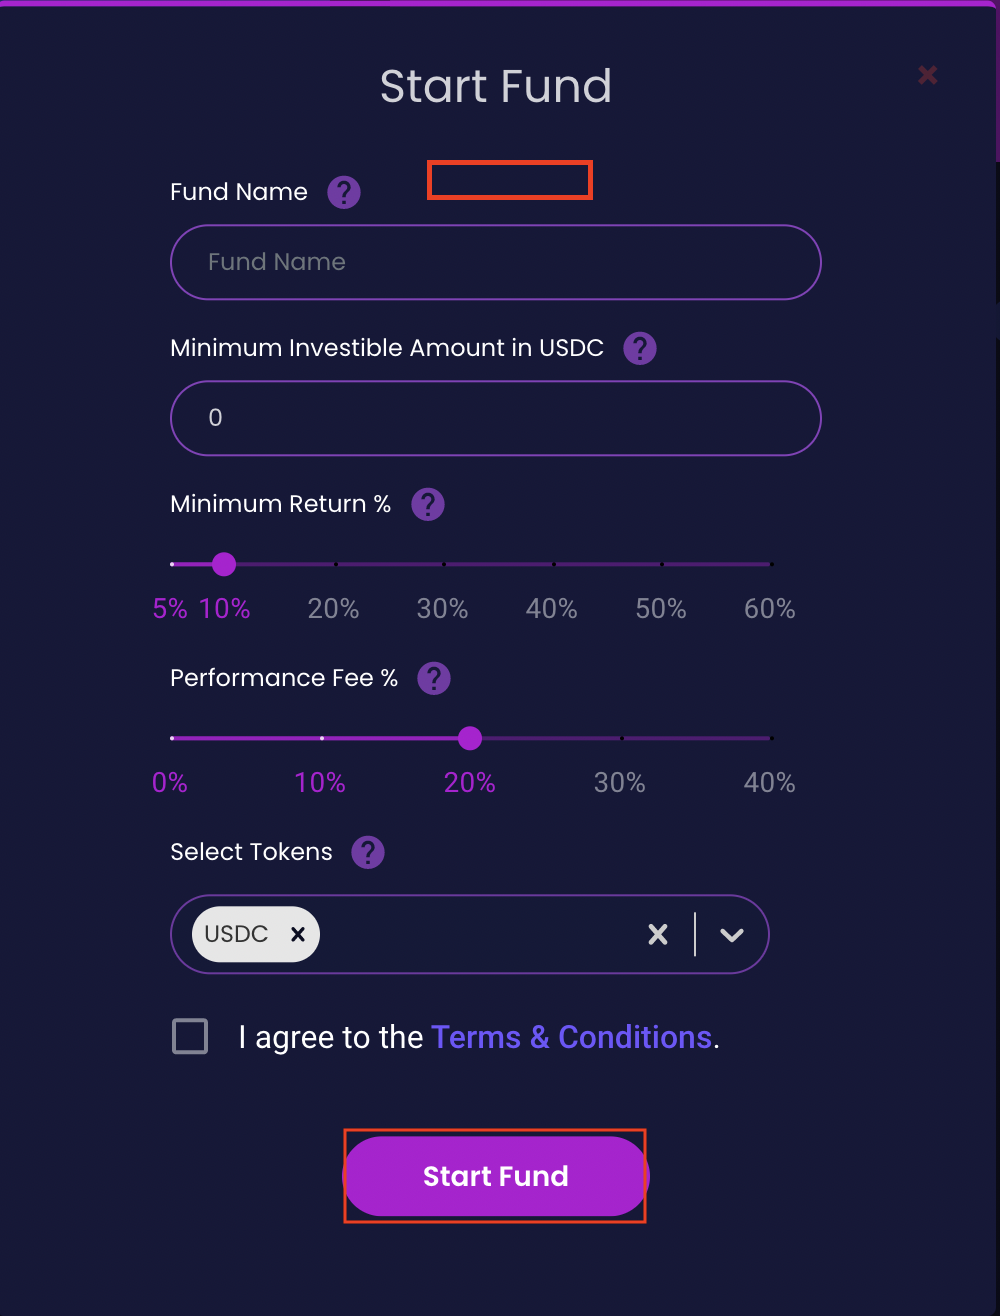 Start Fund
Fund Name ?
Fund Name
Minimum Investible Amount in USDC ?
0
Minimum Return % ?
5% 10% 20% 30% 40% 50% 60%
Performance Fee % ?
0% 10% 20% 30% 40%
Select Tokens ?
USDC
I agree to the Terms & Conditions.
Start Fund